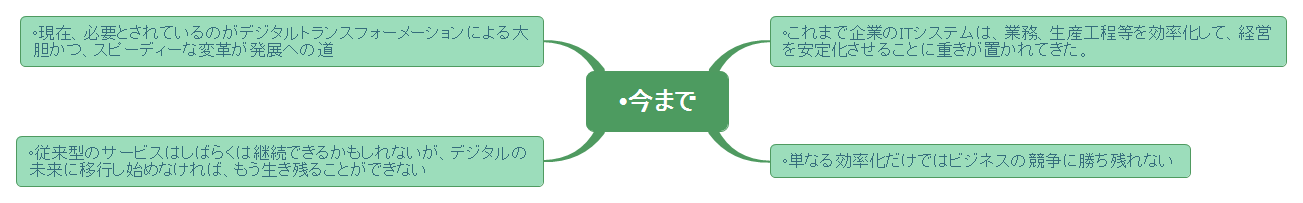 ◦現在、必要とされているのがデジタルトランスフォーメーションによる大
胆かつ、スピーディーな変革が発展への道
◦これまで企業のITシステムは、業務、生産工程等を効率化して、経営
を安定化させることに重きが置かれてきた。
•今まで
◦従来型のサービスはしばらくは継続できるかもしれないが、デジタルの
未来に移行し始めなければ、もう生き残ることができない
◦単なる効率化だけではビジネスの競争に勝ち残れない